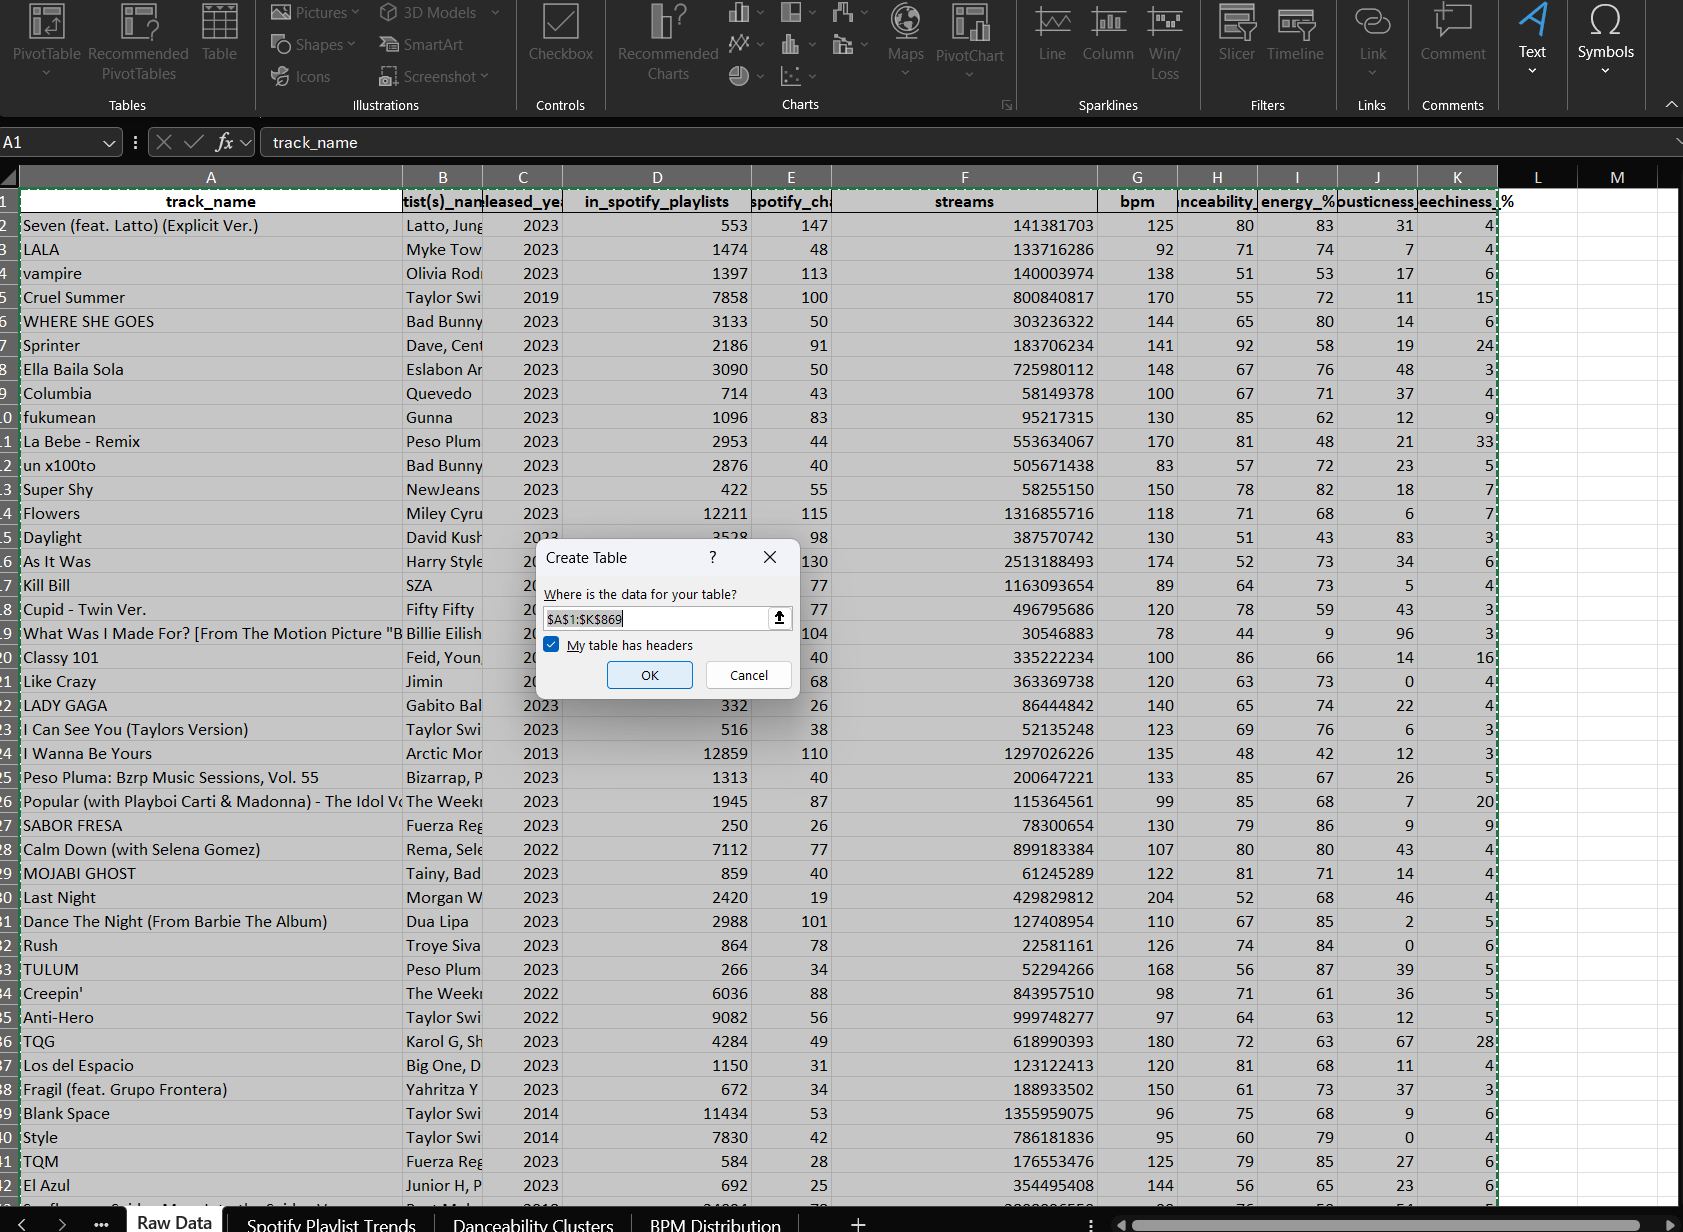 PivotTable Recommended PivotTables Table
Tables
Pictures 3D Models
Shapes SmartArt
Icons Screenshot
Illustrations
Checkbox
Controls
Recommended Charts Maps PivotChart
Charts
Line Column Win/ Loss
Sparklines
Slicer Timeline
Filters
Link
Links
Comment
Comments
Text Symbols
A1 fx track_name
A B C D E F G H I J K L M
1 track_name tist(s)_nam leased_yea in_spotify_playlists spotify_cha streams bpm nceability_ energy_% ousticness_ eechiness_%
2 Seven (feat. Latto) (Explicit Ver.) Latto, Jung 2023 553 147 141381703 125 80 83 31 4
3 LALA Myke Tow 2023 1474 48 133716286 92 71 74 7 4
4 vampire Olivia Rodr 2023 1397 113 140003974 138 51 53 17 6
5 Cruel Summer Taylor Swi 2019 7858 100 800840817 170 55 72 11 15
6 WHERE SHE GOES Bad Bunny 2023 3133 50 303236322 144 65 80 14 6
7 Sprinter Dave, Cent 2023 2186 91 183706234 141 92 58 19 24
8 Ella Baila Sola Eslabon Ar 2023 3090 50 725980112 148 67 76 48 3
9 Columbia Quevedo 2023 714 43 58149378 100 67 71 37 4
10 fukumean Gunna 2023 1096 83 95217315 130 85 62 12 9
11 La Bebe - Remix Peso Plum 2023 2953 44 553634067 170 81 48 21 33
12 un x100to Bad Bunny 2023 2876 40 505671438 83 57 72 23 5
13 Super Shy NewJeans 2023 422 55 58255150 150 78 82 18 7
14 Flowers Miley Cyru 2023 12211 115 1316855716 118 71 68 6 7
15 Daylight David Kush 2023 3528 98 387570742 130 51 43 83 3
16 As It Was Harry Style 20 130 2513188493 174 52 73 34 6
17 Kill Bill SZA 20 77 1163093654 89 64 73 5 4
18 Cupid - Twin Ver. Fifty Fifty 20 77 496795686 120 78 59 43 3
19 What Was I Made For? [From The Motion Picture "B Billie Eilish 20 104 30546883 78 44 9 96 3
20 Classy 101 Feid, Young 20 40 335222234 100 86 66 14 16
21 Like Crazy Jimin 20 68 363369738 120 63 73 0 4
22 LADY GAGA Gabito Bal 2023 332 26 86444842 140 65 74 22 4
23 I Can See You (Taylors Version) Taylor Swi 2023 516 38 52135248 123 69 76 6 3
24 I Wanna Be Yours Arctic Mon 2013 12859 110 1297026226 135 48 42 12 3
25 Peso Pluma: Bzrp Music Sessions, Vol. 55 Bizarrap, P 2023 1313 40 200647221 133 85 67 26 5
26 Popular (with Playboi Carti & Madonna) - The Idol Vo The Weekn 2023 1945 87 115364561 99 85 68 7 20
27 SABOR FRESA Fuerza Reg 2023 250 26 78300654 130 79 86 9 9
28 Calm Down (with Selena Gomez) Rema, Sele 2022 7112 77 899183384 107 80 80 43 4
29 MOJABI GHOST Tainy, Bad 2023 859 40 61245289 122 81 71 14 4
30 Last Night Morgan W 2023 2420 19 429829812 204 52 68 46 4
31 Dance The Night (From Barbie The Album) Dua Lipa 2023 2988 101 127408954 110 67 85 2 5
32 Rush Troye Siva 2023 864 78 22581161 126 74 84 0 6
33 TULUM Peso Plum 2023 266 34 52294266 168 56 87 39 5
34 Creepin' The Weekn 2022 6036 88 843957510 98 71 61 36 5
35 Anti-Hero Taylor Swi 2022 9082 56 999748277 97 64 63 12 5
36 TQG Karol G, Sh 2023 4284 49 618990393 180 72 63 67 28
37 Los del Espacio Big One, D 2023 1150 31 123122413 120 81 68 11 4
38 Fragil (feat. Grupo Frontera) Yahritza Y 2023 672 34 188933502 150 61 73 37 3
39 Blank Space Taylor Swi 2014 11434 53 1355959075 96 75 68 9 6
40 Style Taylor Swi 2014 7830 42 786181836 95 60 79 0 4
41 TQM Fuerza Reg 2023 584 28 176553476 125 79 85 27 6
42 El Azul Junior H, P 2023 692 25 354495408 144 56 65 23 6
Create Table ?
Where is the data for your table?
$A$1:$K$869
My table has headers
OK Cancel
Raw Data Spotify Playlist Trends Danceability Clusters BPM Distribution